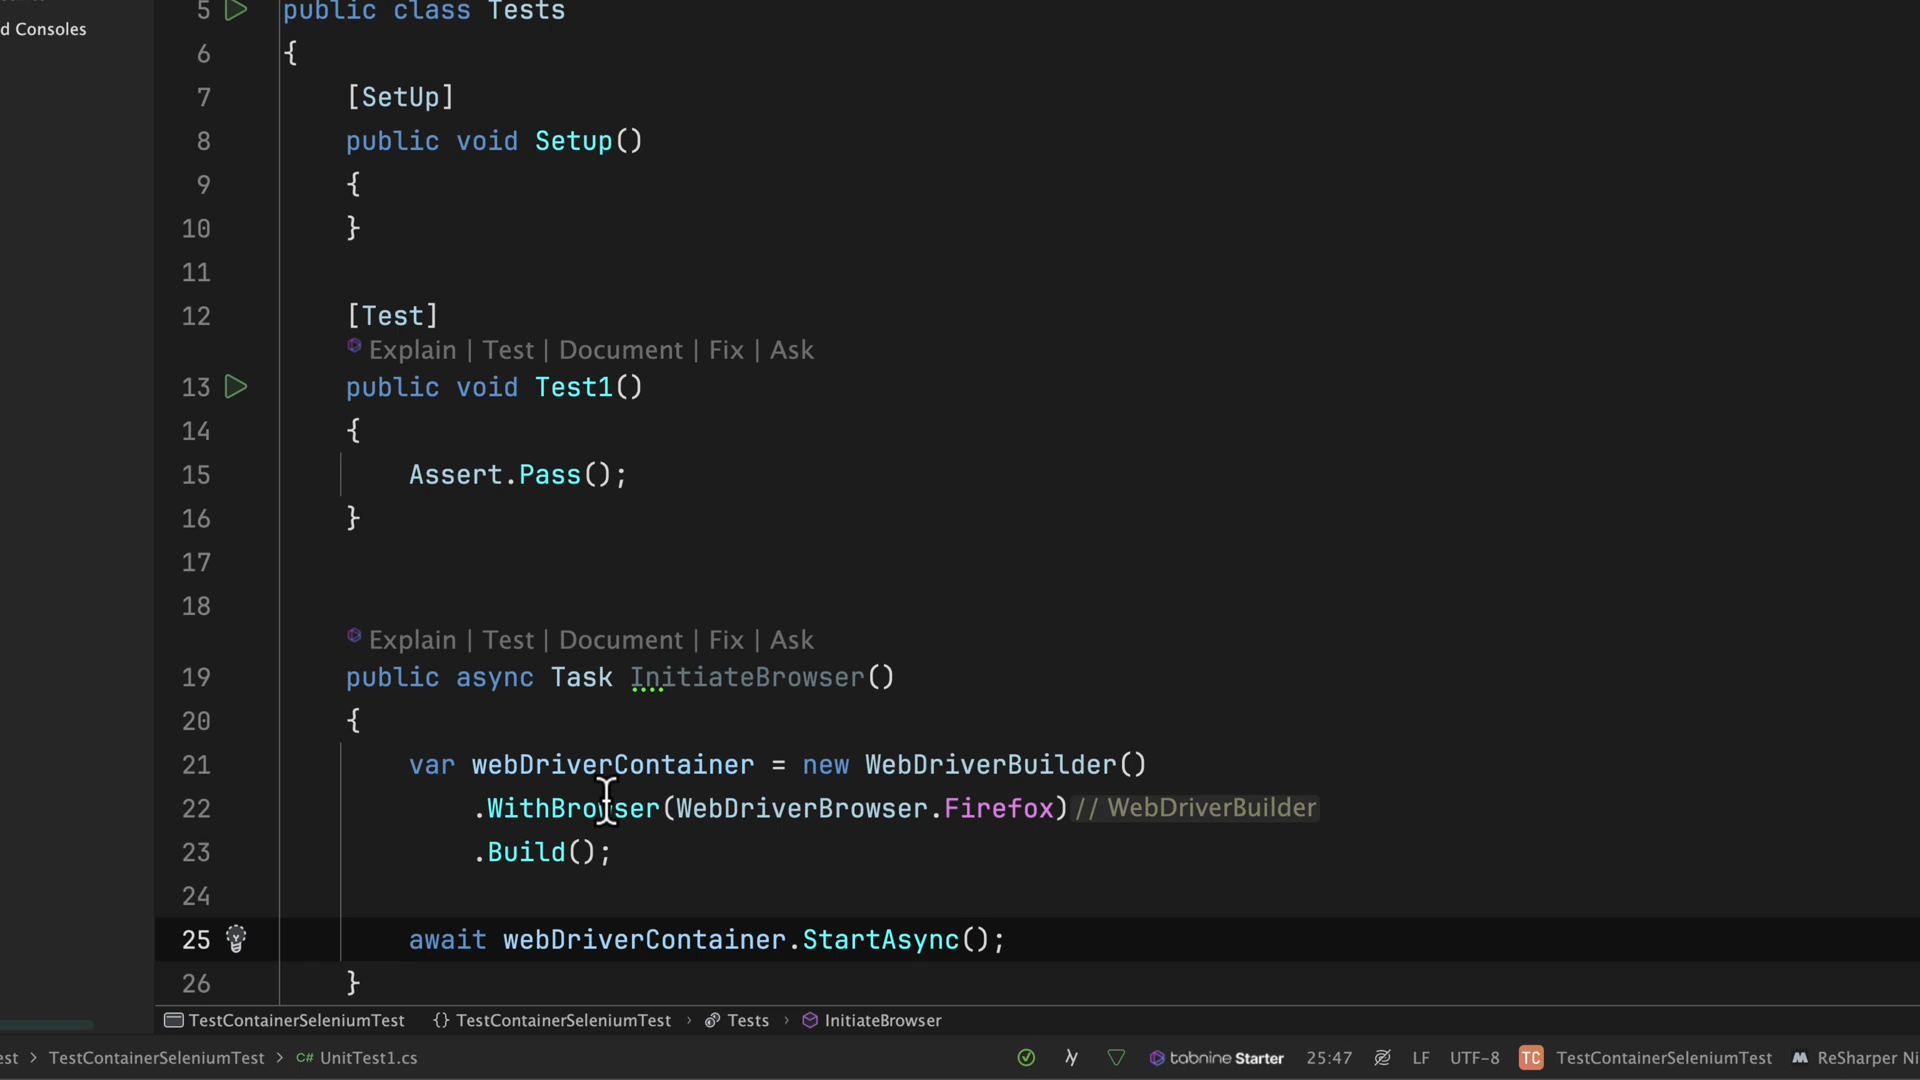 d Consoles
5 public class Tests
6 {
7 [SetUp]
8 public void Setup()
9 {
10 }
11
12 [Test]
Explain | Test | Document | Fix | Ask
13 public void Test1()
14 {
15 Assert.Pass();
16 }
17
18
Explain | Test | Document | Fix | Ask
19 public async Task InitiateBrowser()
20 {
21 var webDriverContainer = new WebDriverBuilder()
22 .WithBrowser(WebDriverBrowser.Firefox) // WebDriverBuilder
23 .Build();
24
25 await webDriverContainer.StartAsync();
26 }
TestContainerSeleniumTest {} TestContainerSeleniumTest › Tests › InitiateBrowser
est > TestContainerSeleniumTest > C# UnitTest1.cs tabnine Starter 25:47 LF UTF-8 TC TestContainerSeleniumTest ReSharper Ni